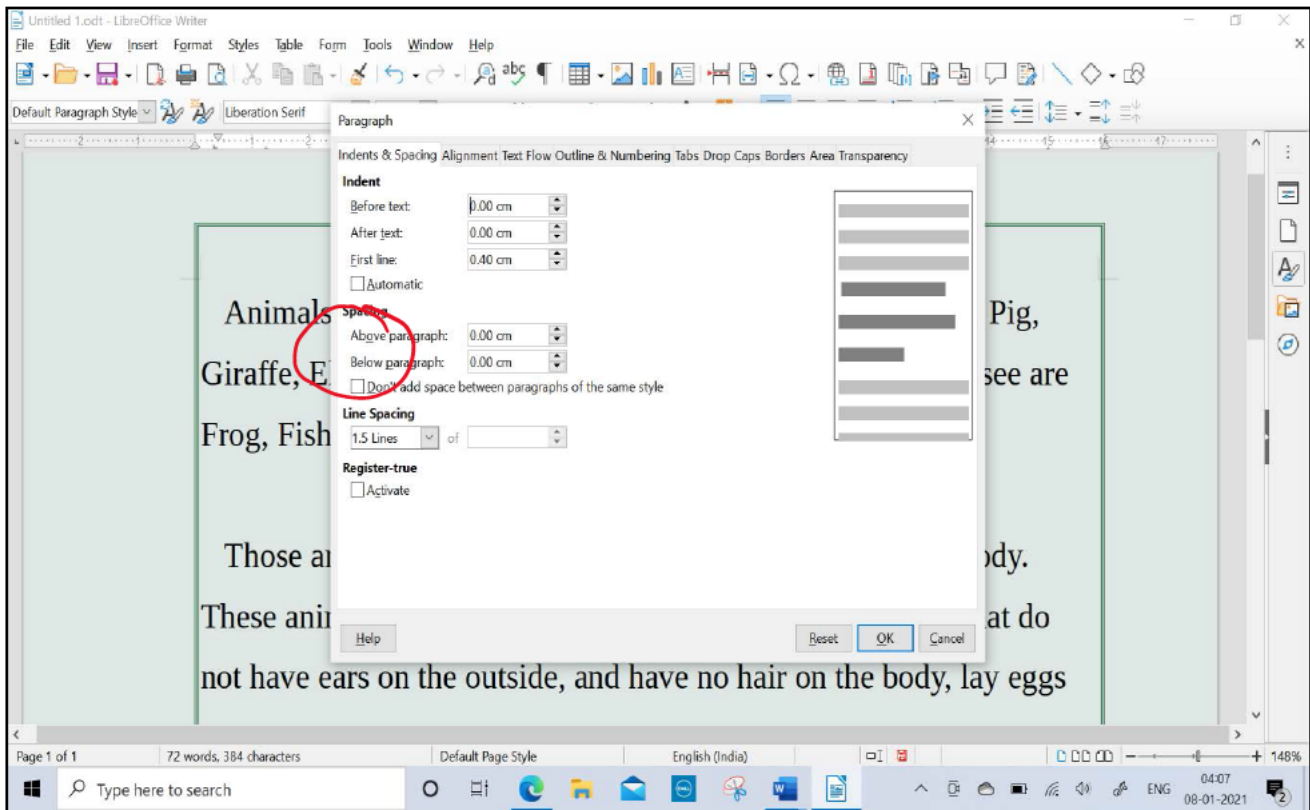 Untitled 1.odt - LibreOffice Writer
File Edit View Insert Format Styles Table Form Tools Window Help
Default Paragraph Style Liberation Serif
Paragraph
Indents & Spacing Alignment Text Flow Outline & Numbering Tabs Drop Caps Borders Area Transparency
Indent
Before text: 0.00 cm
After text: 0.00 cm
First line: 0.40 cm
Automatic
Spacing
Above paragraph: 0.00 cm
Below paragraph: 0.00 cm
Don't add space between paragraphs of the same style
Line Spacing
1.5 Lines of
Register-true
Activate
Help Reset OK Cancel
Animals Pig,
Giraffe, see are
Frog, Fish
Those
These at do
not have ears on the outside, and have no hair on the body, lay eggs
Page 1 of 1 72 words, 384 characters Default Page Style English (India) 148%
Type here to search ENG 04:07
08-01-2021